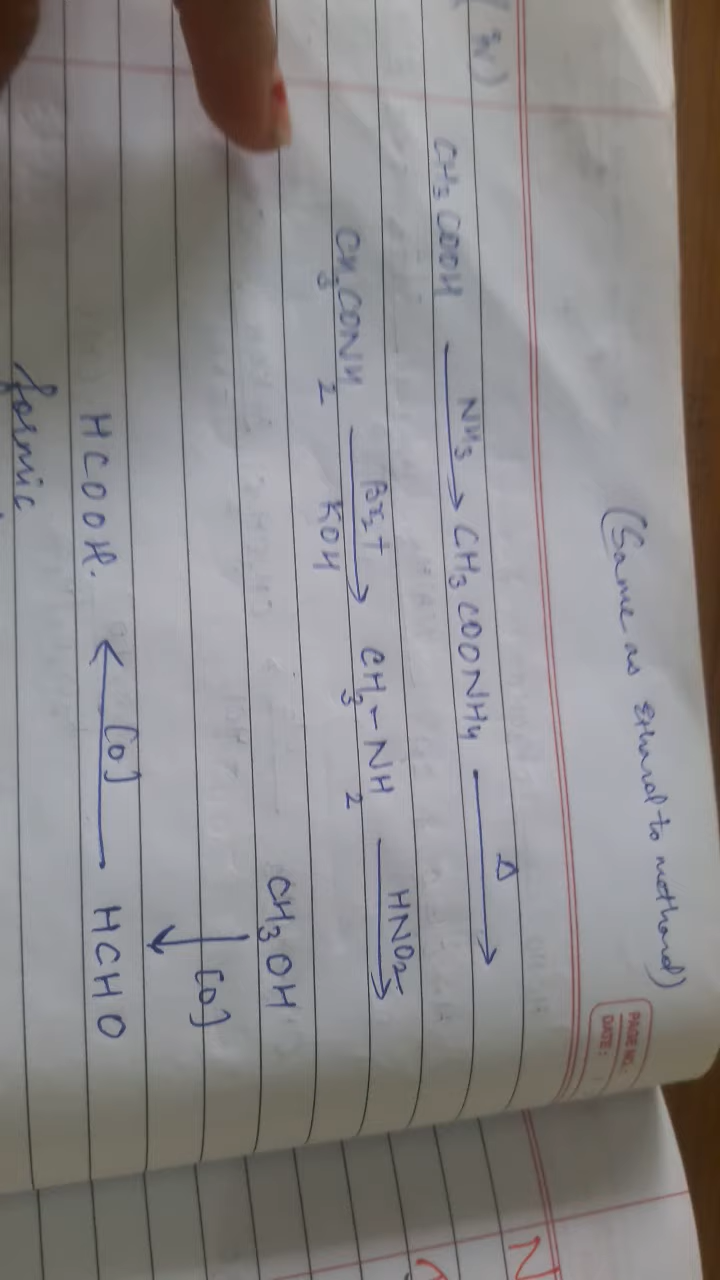 PAGE NO.:
DATE:
(Same as ethanol to methanol)
CH3COOH NH3→ CH3COONH4 Δ→
CH3CONH2 Br2+ KOH→ CH3-NH2 HNO2→
CH3OH
↓ [O]
HCOOH. ←[O] HCHO
formic